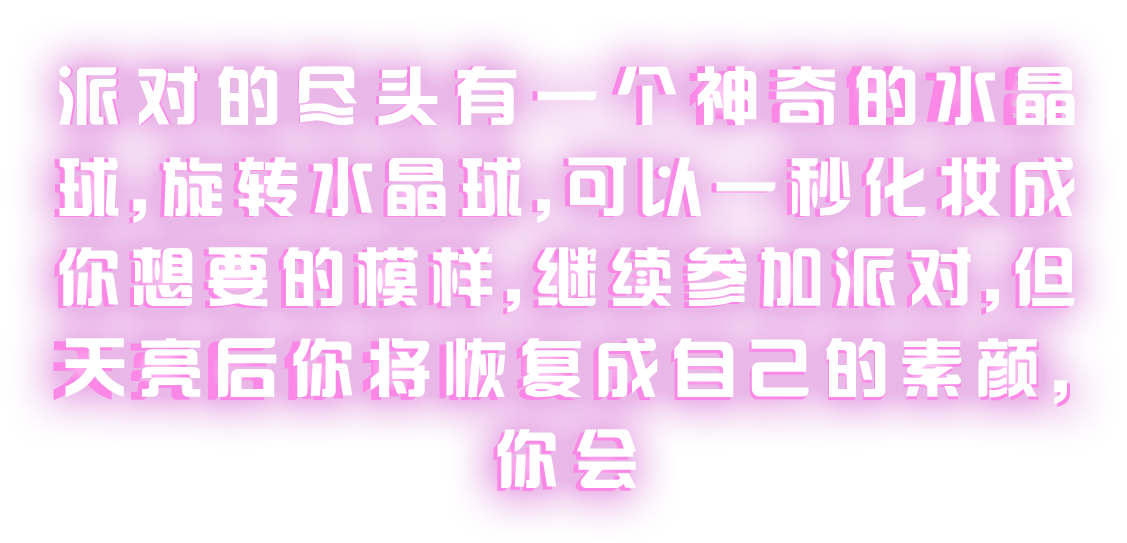 派对的尽头有一个神奇的水晶
球,旋转水晶球,可以一秒化妆成
你想要的模样,继续参加派对,但
天亮后你将恢复成自己的素颜,
你会